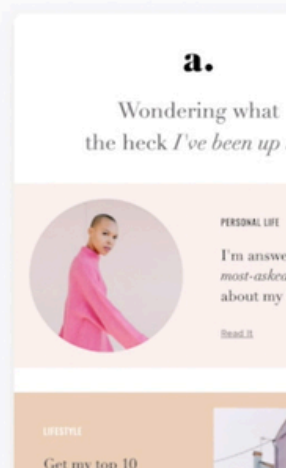 a.
Wondering what
the heck I've been up
PERSONAL LIFE
I'm answe
most-asked
about my
Read It
LIFESTYLE
Get my top 10